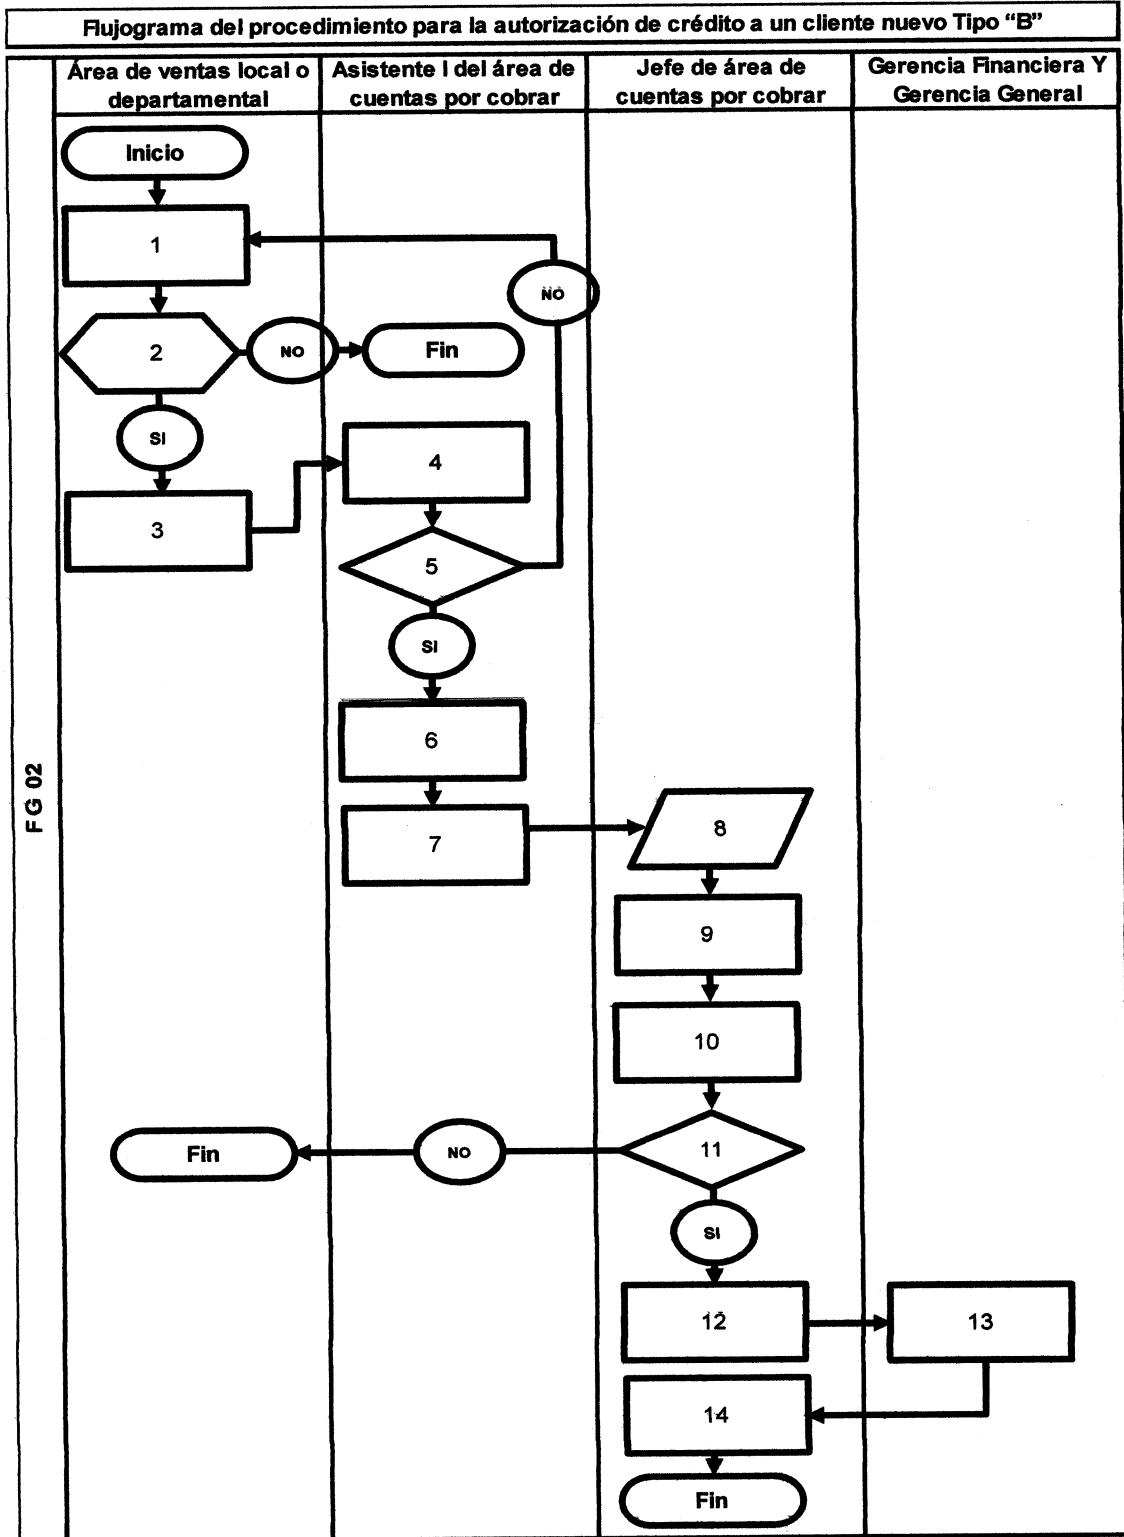 Flujograma del procedimiento para la autorización de crédito a un cliente nuevo Tipo “B”
Área de ventas local o
departamental
Asistente I del área de
cuentas por cobrar
Jefe de área de
cuentas por cobrar
Gerencia Financiera Y
Gerencia General
Inicio
1
NO
2
NO
Fin
SI
4
3
5
SI
6
FG 02
7
8
9
10
Fin
NO
11
SI
12
13
14
Fin